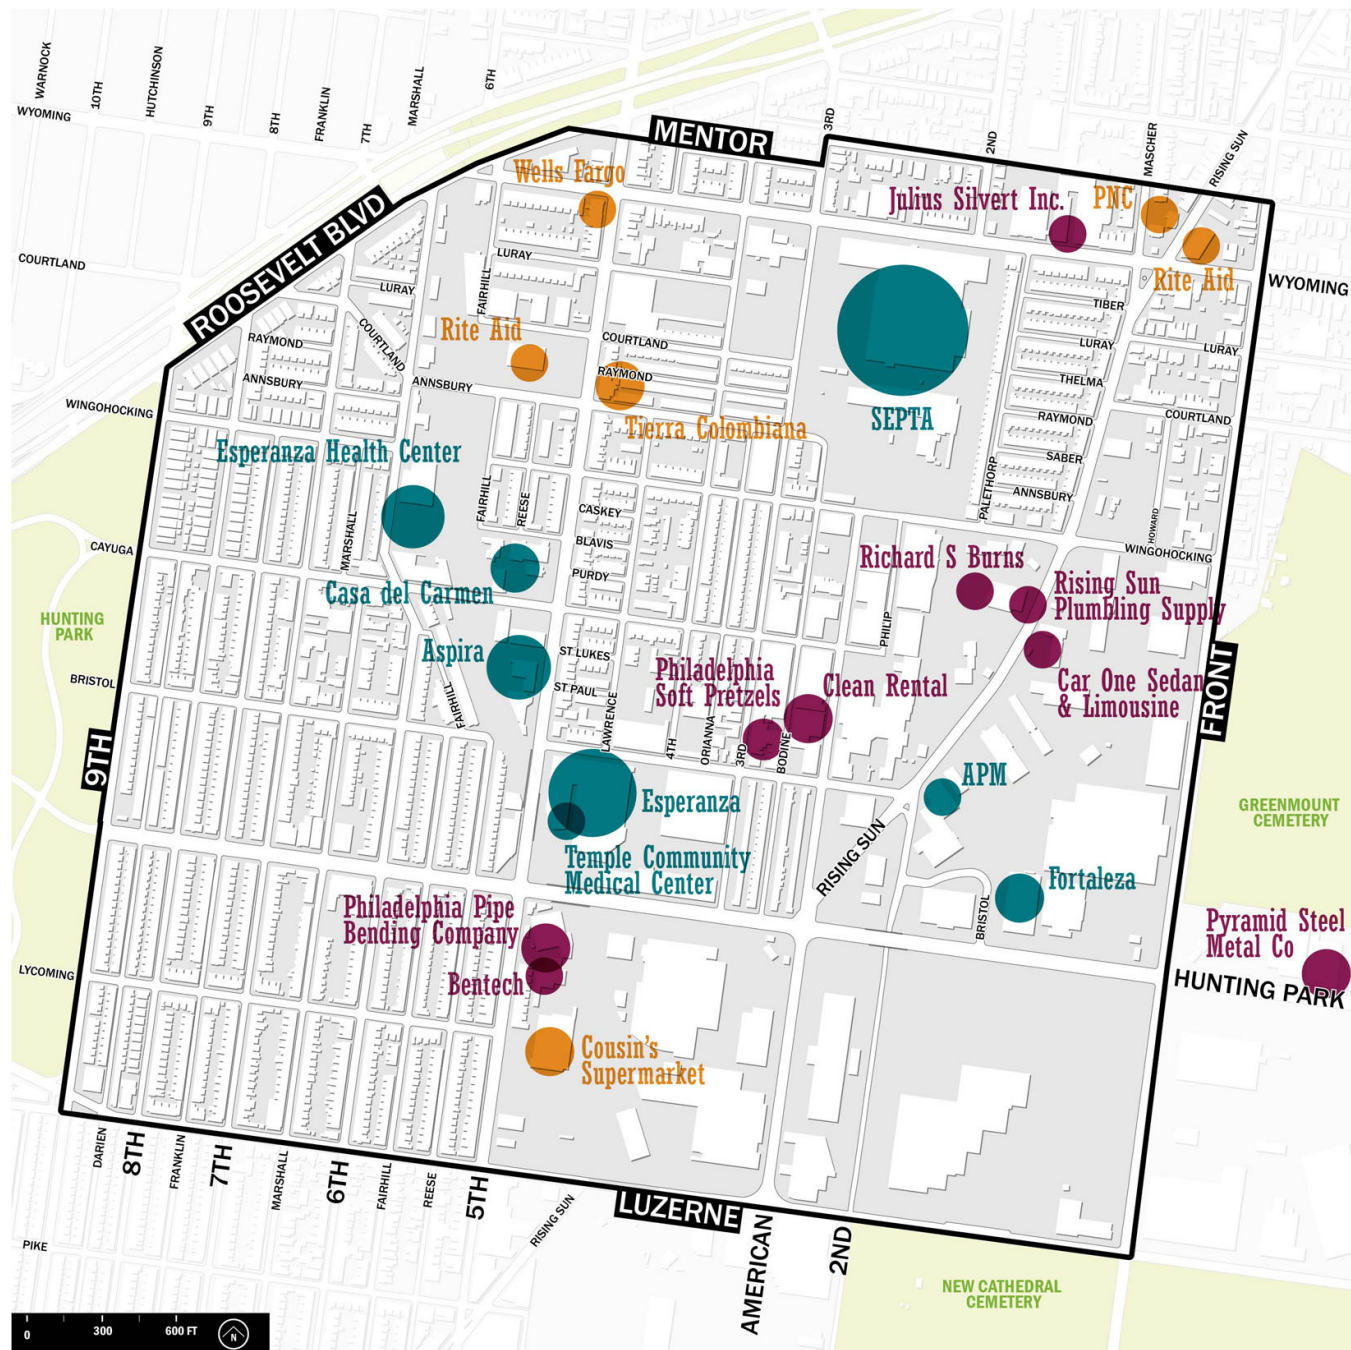 WARNOCK
10TH
HUTCHINSON
9TH
8TH
FRANKLIN
7TH
MARSHALL
6TH
WYOMING
MENTOR
3RD
2ND
MASCHER
RISING SUN
Wells Fargo
Julius Silvert Inc.
PNC
ROOSEVELT BLVD
COURTLAND
LURAY
FAIRHILL
LURAY
Rite Aid
WYOMING
TIBER
Rite Aid
COURTLAND
RAYMOND
COURTLAND
LURAY
LURAY
ANNSBURY
ANNSBURY
RAYMOND
THELMA
WINGOHOCKING
Tierra Colombiana
SEPTA
RAYMOND
COURTLAND
Esperanza Health Center
SABER
PALETHORP
ANNSBURY
FAIRHILL
REESE
CASKEY
MARSHALL
HOWARD
CAYUGA
BLAVIS
WINGOHOCKING
PURDY
Casa del Carmen
Richard S Burns
Rising Sun
Plumbing Supply
HUNTING
PARK
PHILIP
Aspira
ST LUKES
ST PAUL
BRISTOL
Philadelphia
Soft Pretzels
Clean Rental
Car One Sedan
& Limousine
FRONT
FAIRHILL
LAWRENCE
4TH
ORIANNA
3RD
BODINE
9TH
APM
Esperanza
GREENMOUNT
CEMETERY
Temple Community
Medical Center
RISING SUN
Fortaleza
BRISTOL
Philadelphia Pipe
Bending Company
Pyramid Steel
Metal Co
LYCOMING
Bentech
HUNTING PARK
Cousin's
Supermarket
DARIEN
8TH
FRANKLIN
7TH
MARSHALL
6TH
FAIRHILL
REESE
5TH
RISING SUN
LUZERNE
AMERICAN
2ND
PIKE
NEW CATHEDRAL
CEMETERY
0
300
600 FT
N